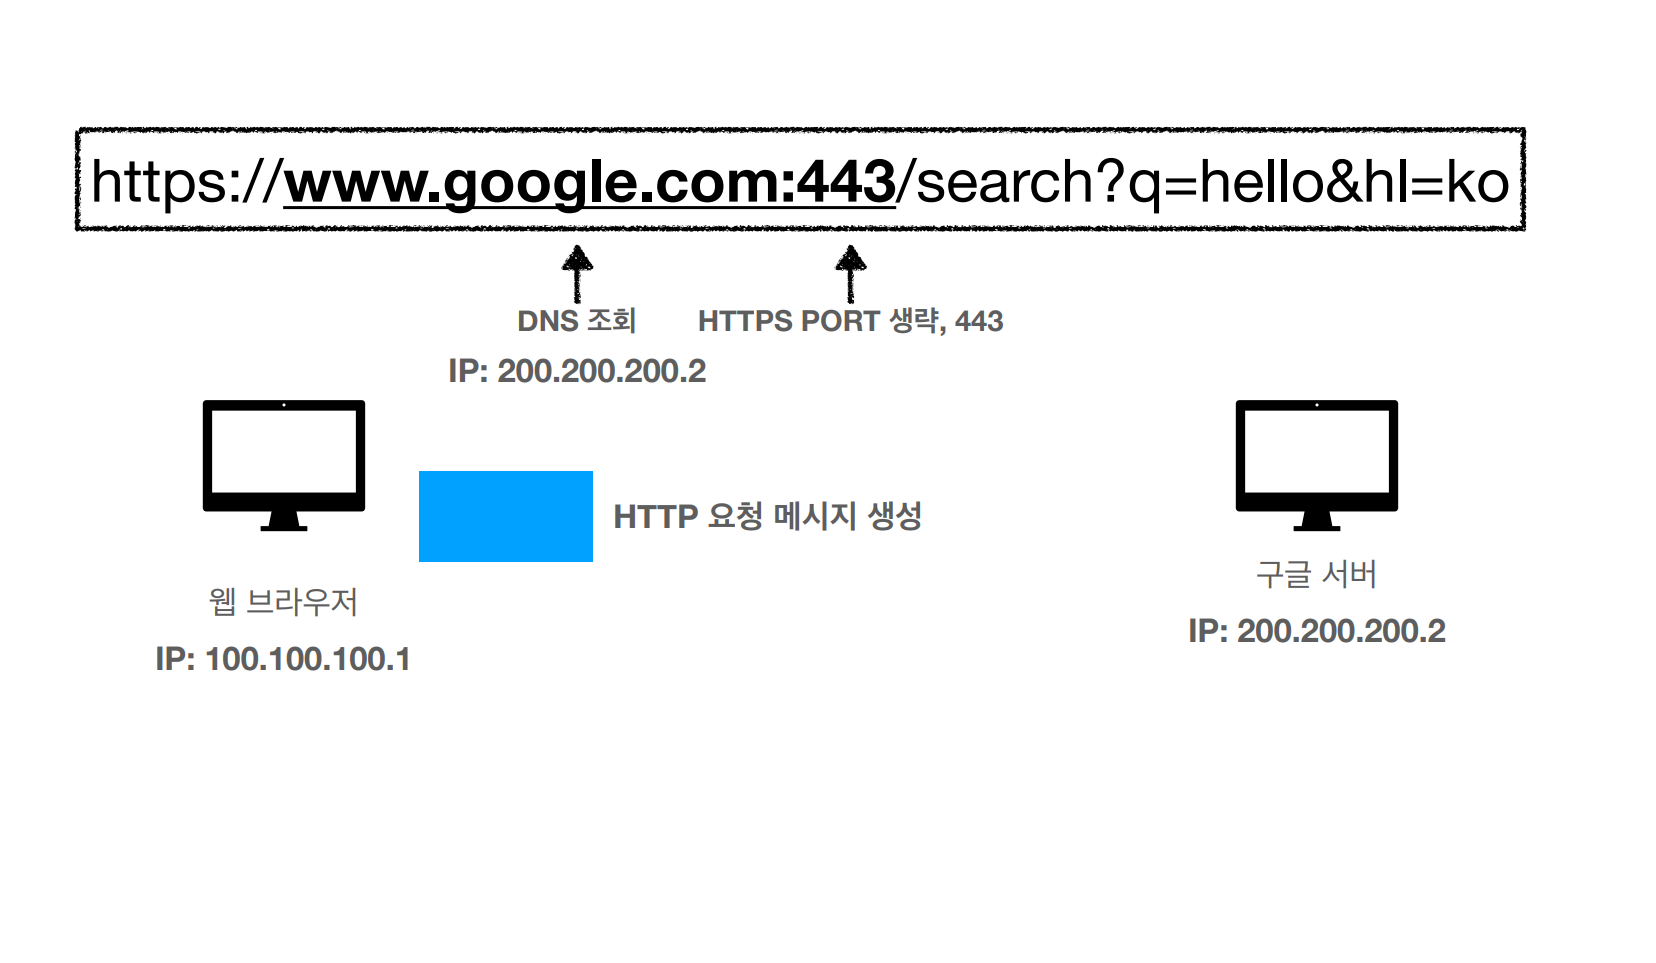 https://www.google.com:443/search?q=hello&hl=ko
DNS 조회
HTTPS PORT 생략, 443
IP: 200.200.200.2
HTTP 요청 메시지 생성
웹 브라우저
IP: 100.100.100.1
구글 서버
IP: 200.200.200.2